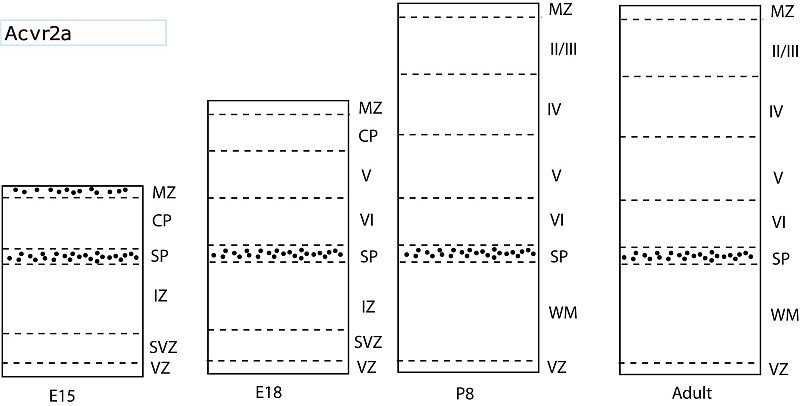 Acvr2a
MZ
CP
SP
IZ
SVZ
VZ
E15
MZ
CP
V
VI
SP
IZ
SVZ
VZ
E18
MZ
II/III
IV
V
VI
SP
WM
VZ
P8
MZ
II/III
IV
V
VI
SP
WM
VZ
Adult